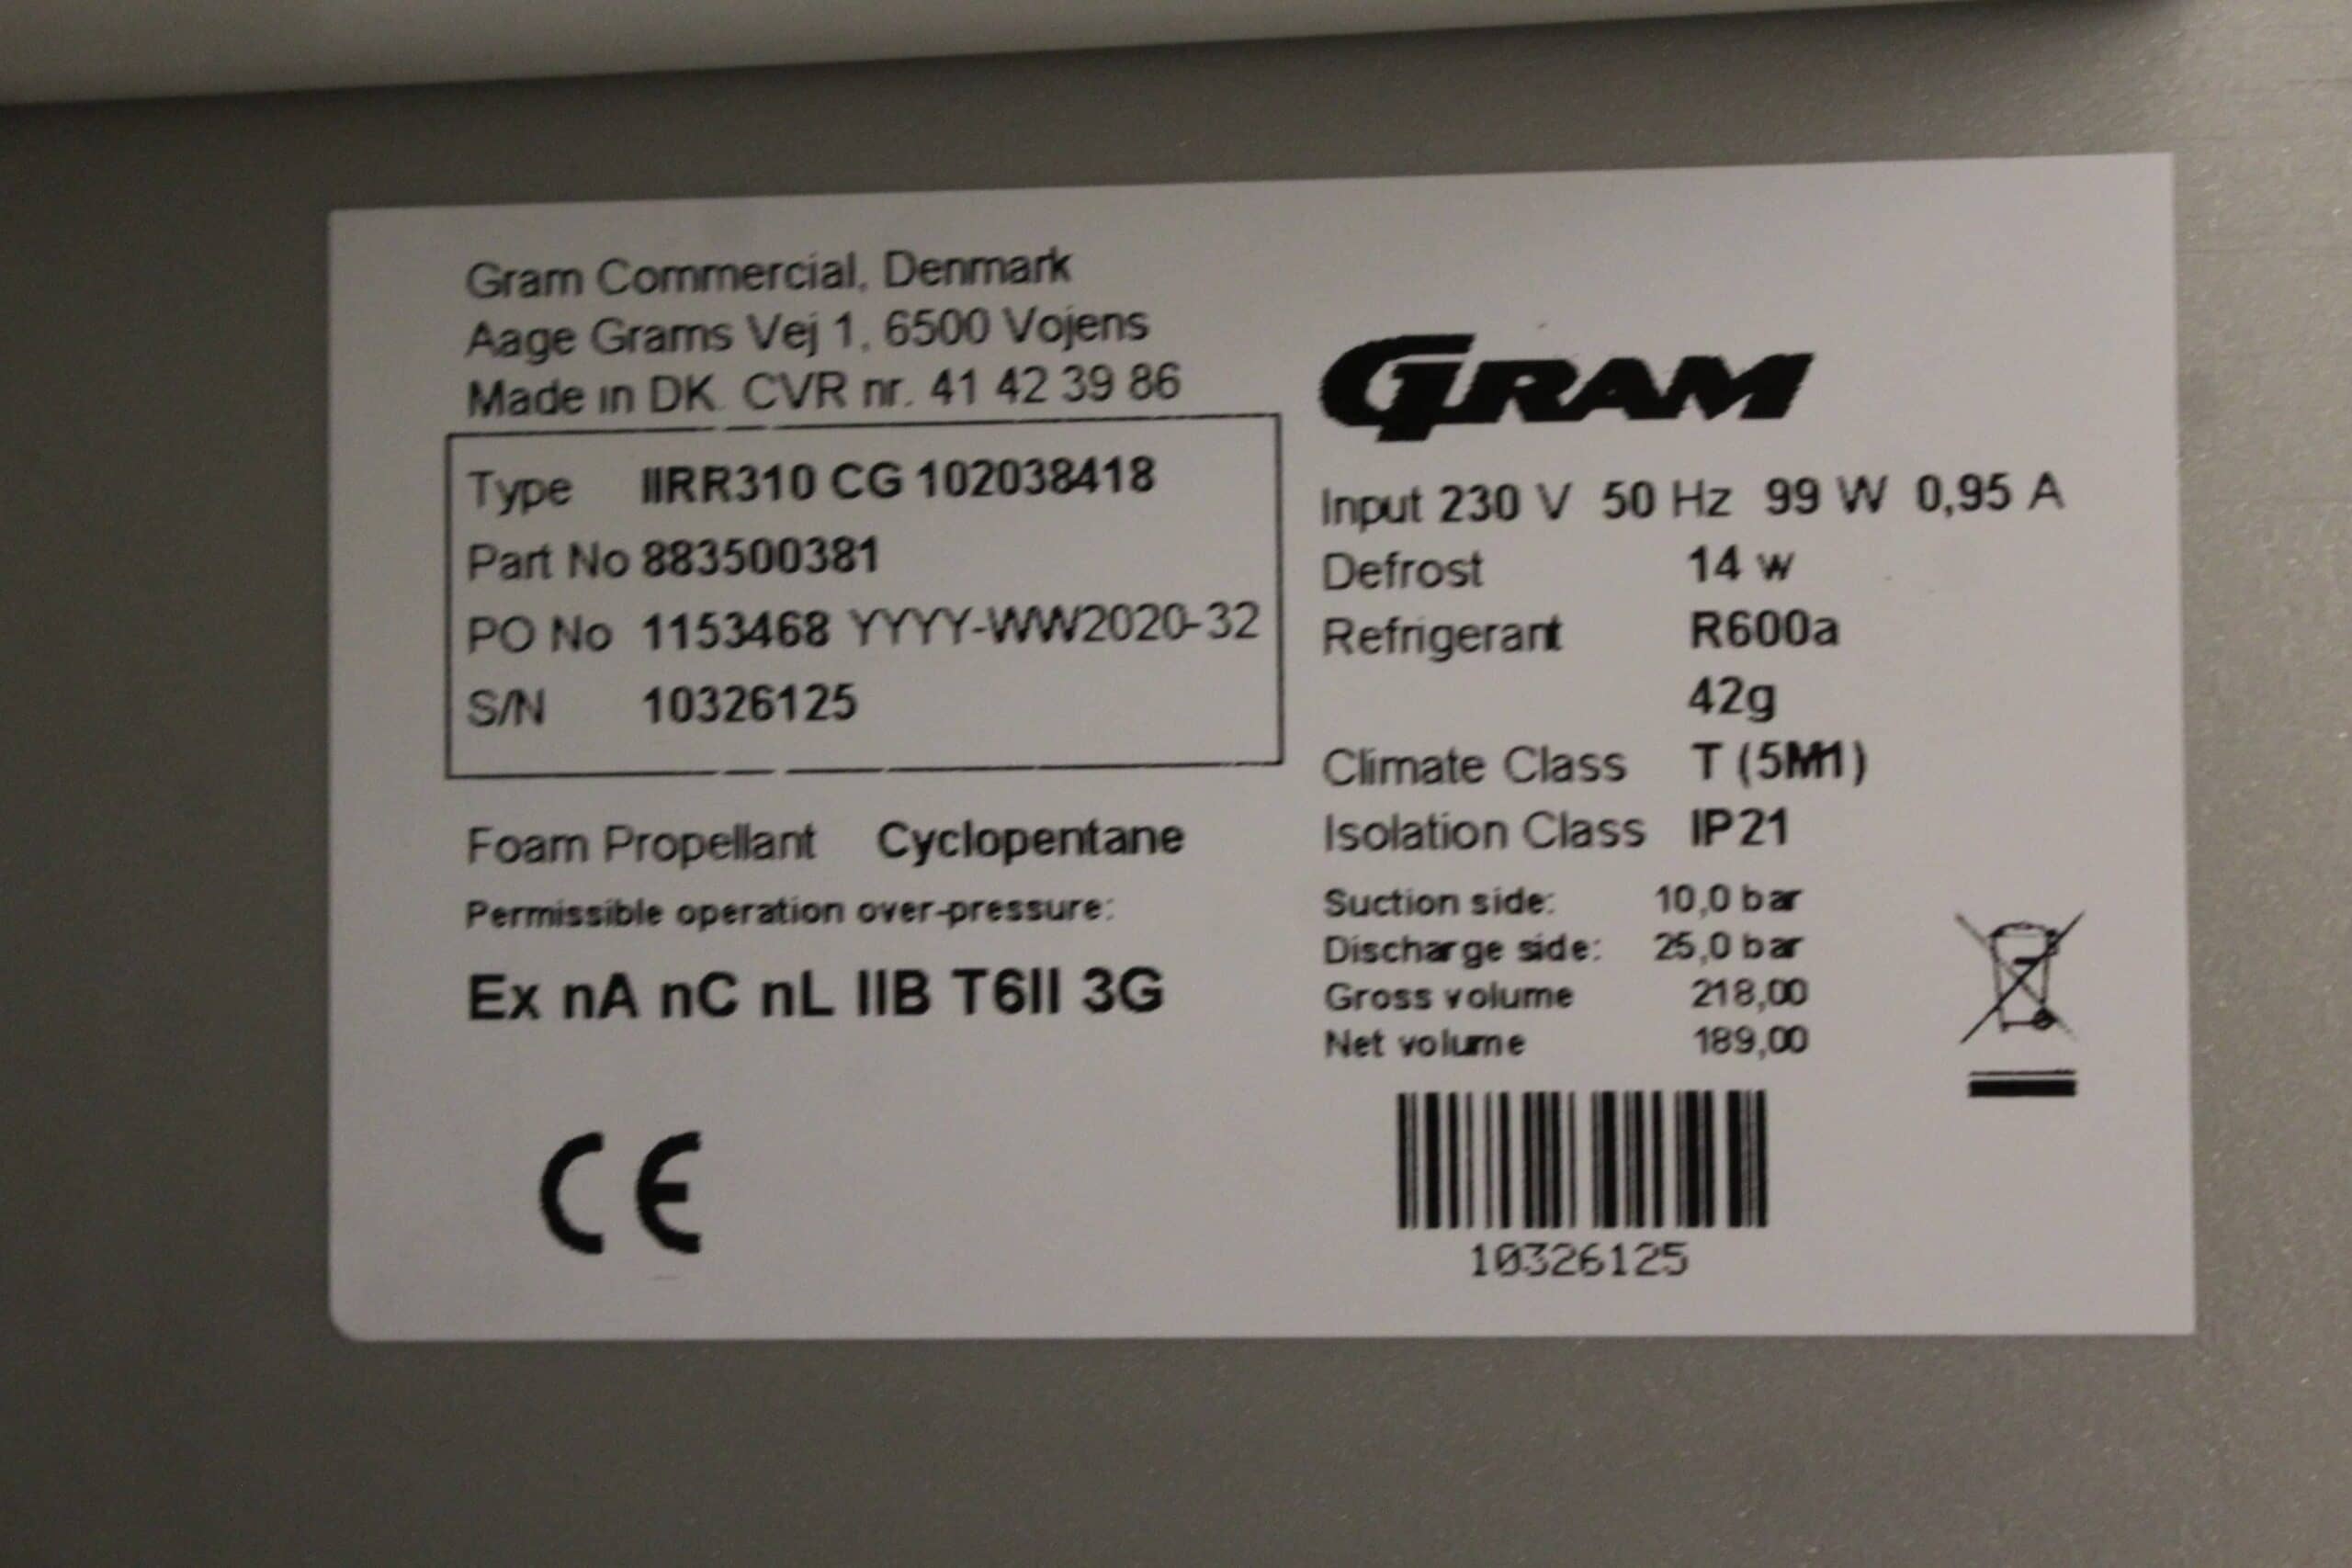 Gram Commercial, Denmark
Aage Grams Vej 1, 6500 Vojens
Made in DK. CVR nr. 41 42 39 86
Type IIRR310 CG 102038418
Part No 883500381
PO No 1153468 YYYY-WW2020-32
S/N 10326125
Foam Propellant Cyclopentane
Permissible operation over-pressure:
Ex nA nC nL IIB T6II 3G
CE
GRAM
Input 230 V 50 Hz 99 W 0,95 A
Defrost 14 w
Refrigerant R600a
42g
Climate Class T (5M1)
Isolation Class IP21
Suction side: 10,0 bar
Discharge side: 25,0 bar
Gross volume 218,00
Net volume 189,00
10326125